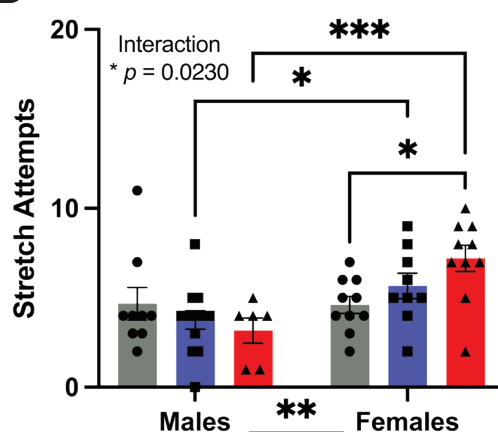 Stretch Attempts
20
10
0
Interaction
* p = 0.0230
***
*
*
**
Males
Females